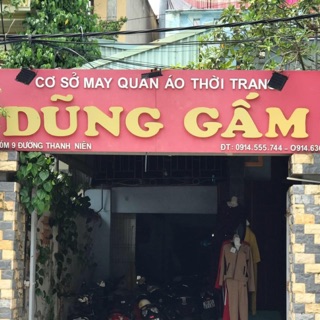 CƠ SỞ MAY QUẦN ÁO THỜI TRANG
DŨNG GẤM
9 ĐƯỜNG THANH NIÊN ĐT: 0914.555.744 -